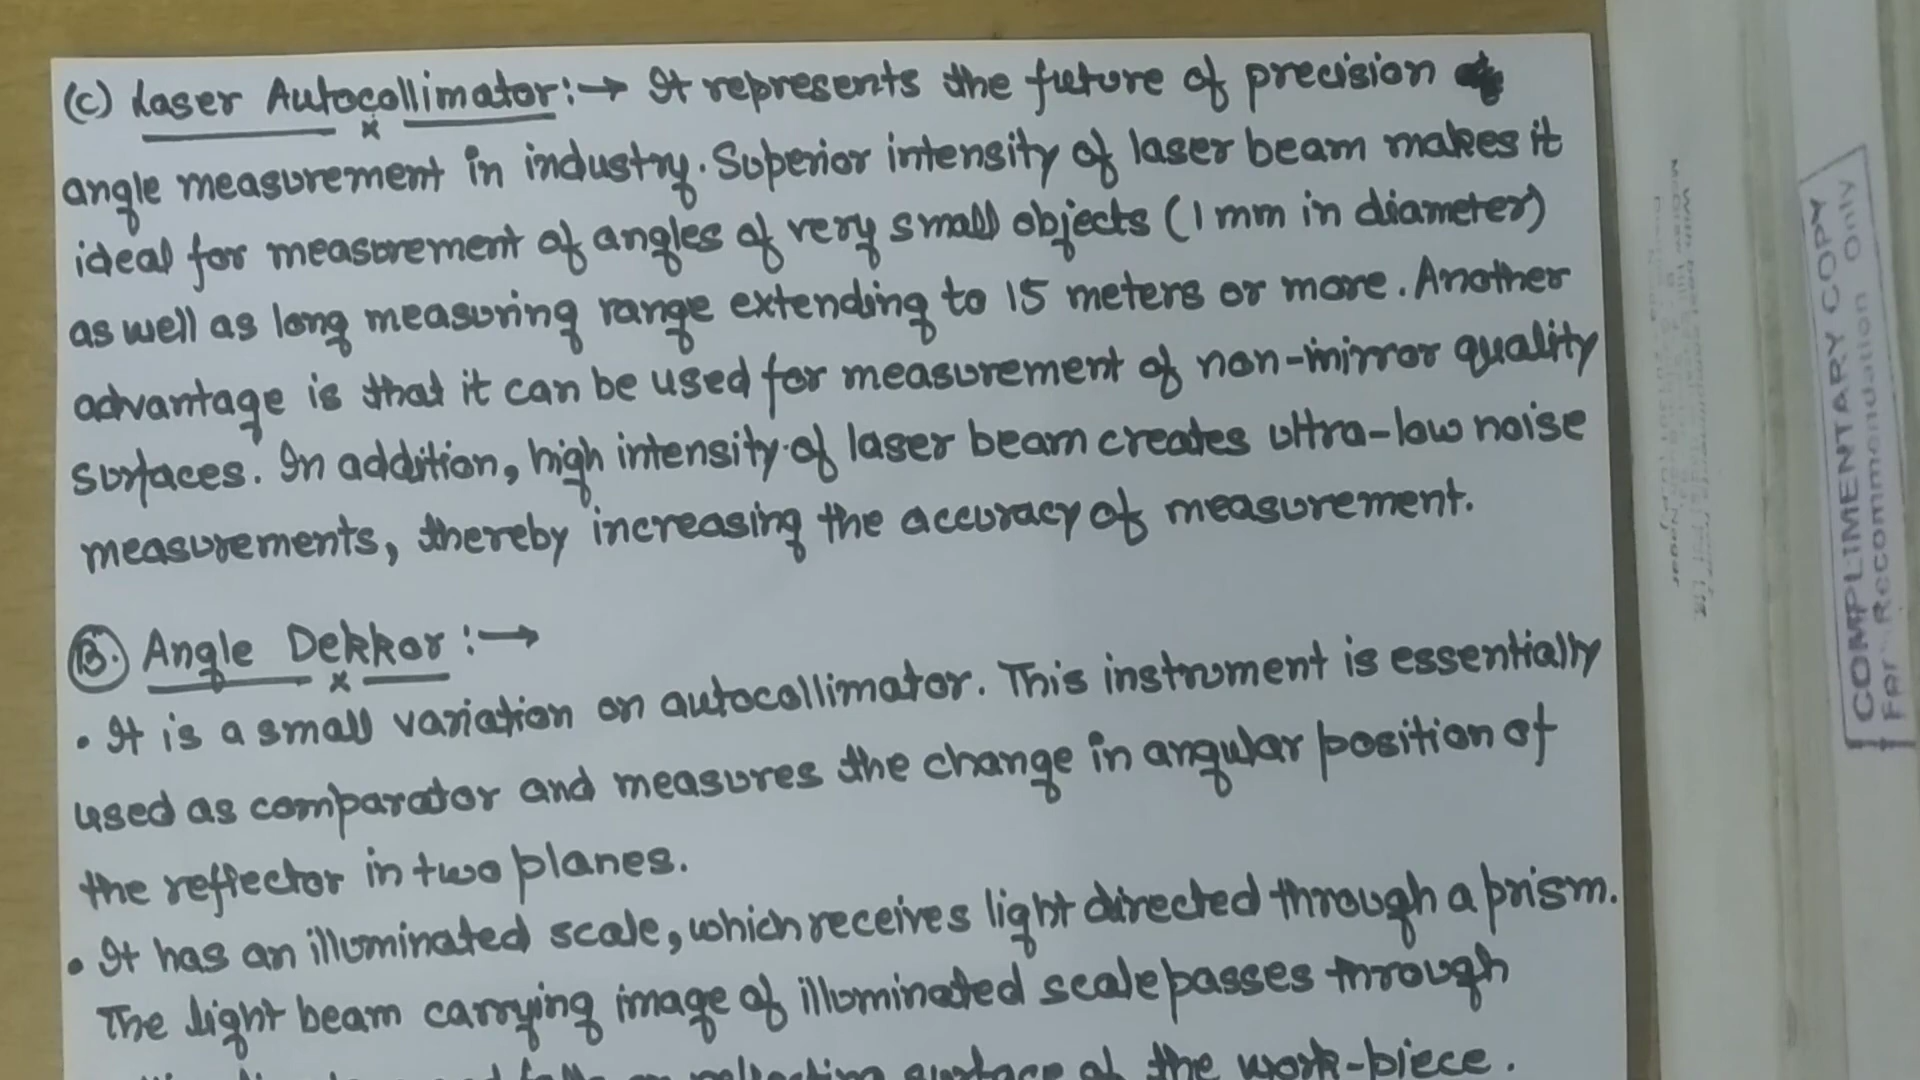 (C) Laser Autocollimator:→ It represents the future of precision
angle measurement in industry. Superior intensity of laser beam makes it
ideal for measurement of angles of very small objects (1 mm in diameter)
as well as long measuring range extending to 15 meters or more. Another
advantage is that it can be used for measurement of non-mirror quality
surfaces. In addition, high intensity of laser beam creates ultra-low noise
measurements, thereby increasing the accuracy of measurement.
(B.) Angle Dekkor:→
• It is a small variation on autocollimator. This instrument is essentially
used as comparator and measures the change in angular position of
the reflector in two planes.
• It has an illuminated scale, which receives light directed through a prism.
The light beam carrying image of illuminated scale passes through
surface of the work-piece.
COMPLIMENTARY COPY
For Recommendation Only